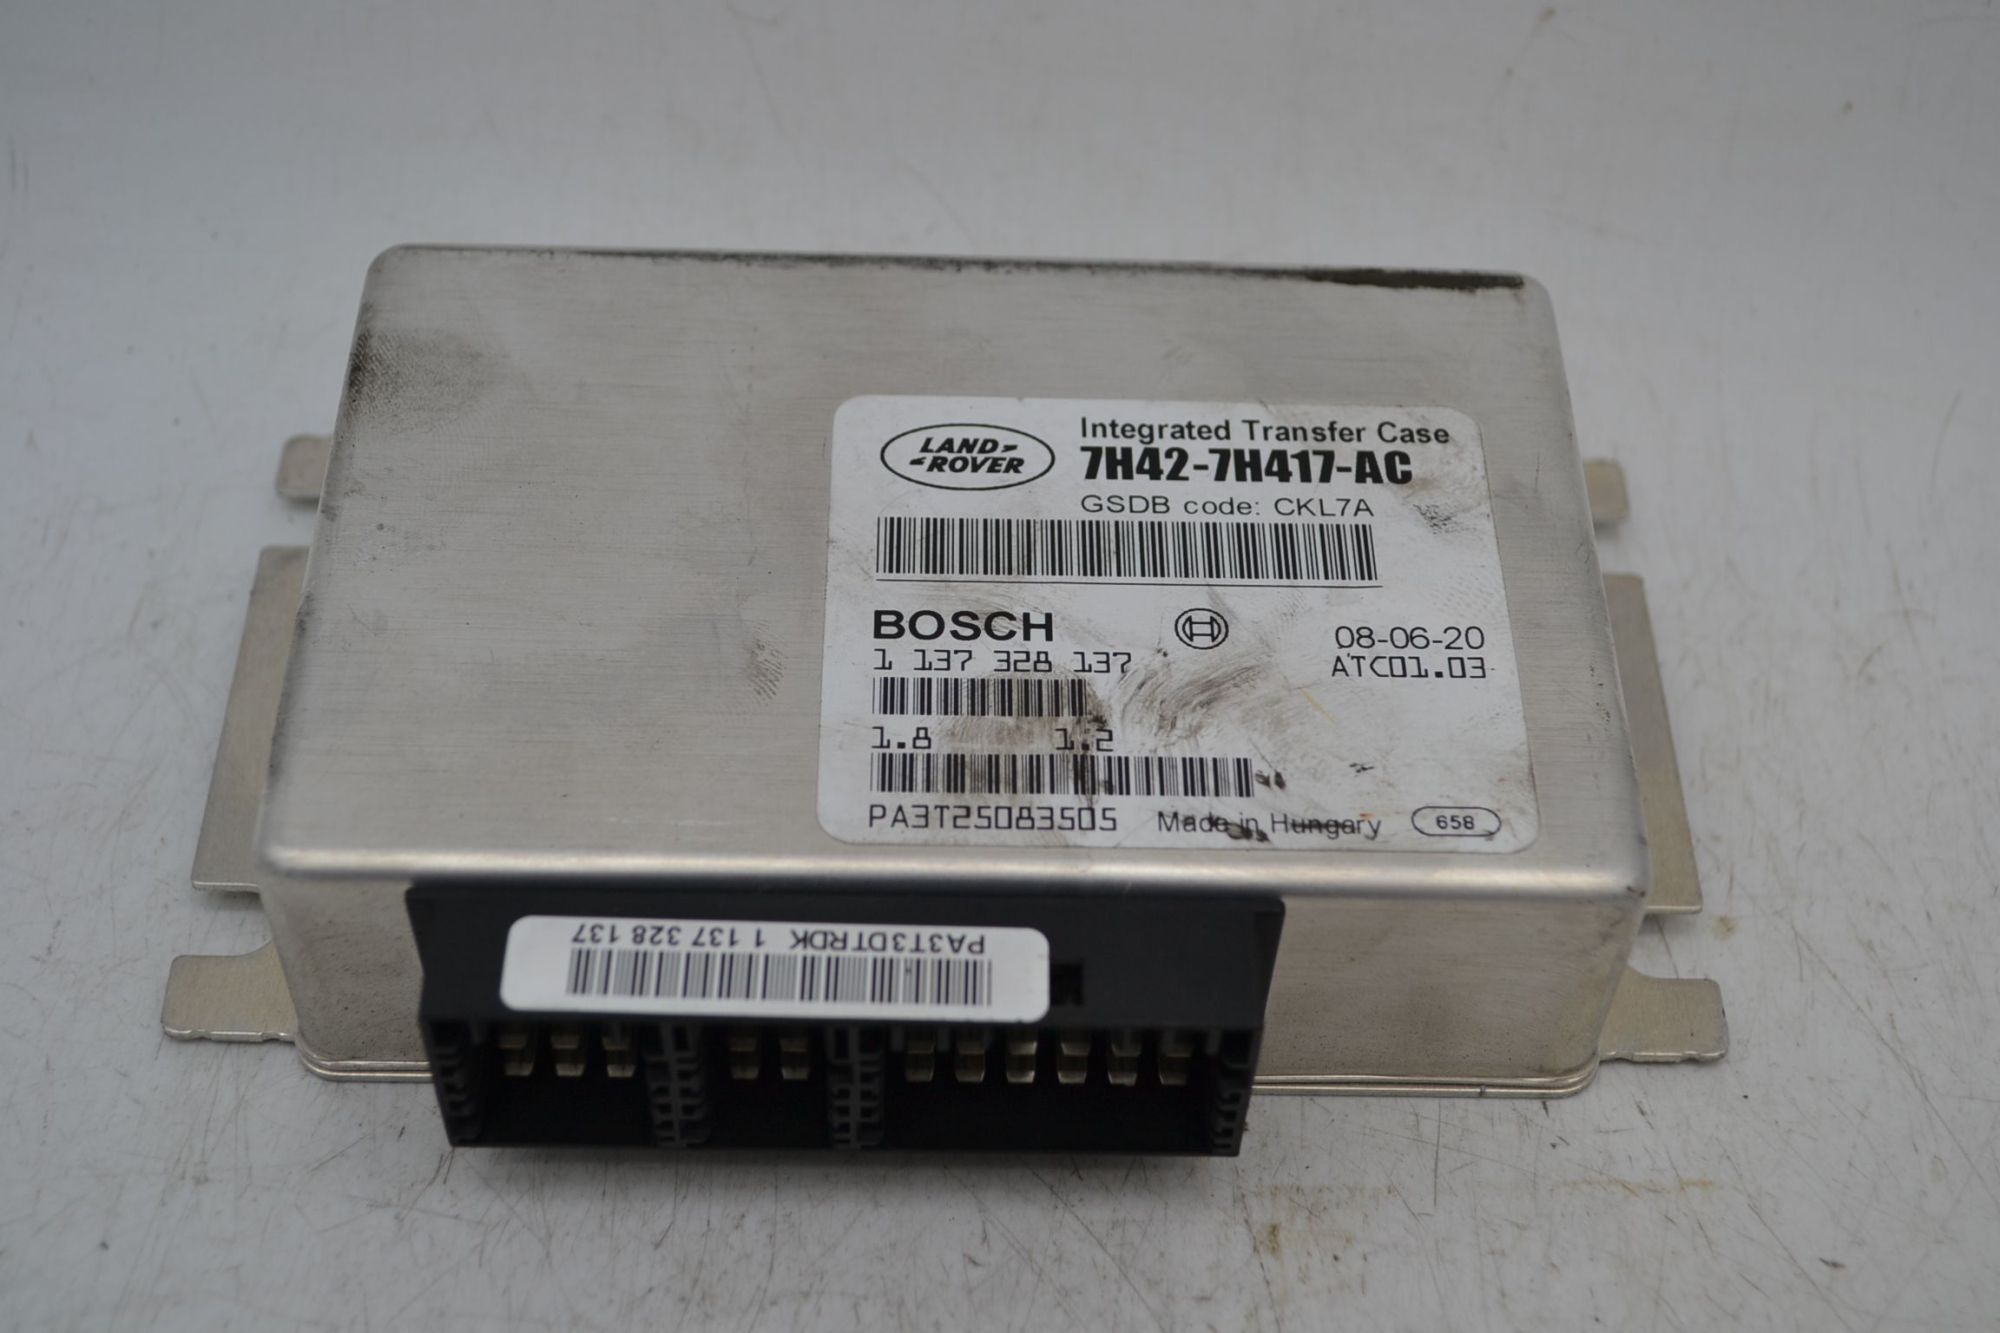 LAND-
-ROVER
Integrated Transfer Case
7H42-7H417-AC
GSDB code: CKL7A
BOSCH
08-06-20
1 137 328 137
ATC01.03
1.8 1.2
PA3T25083505
Made in Hungary
658
PA3T3DTRDK 1 137 328 137